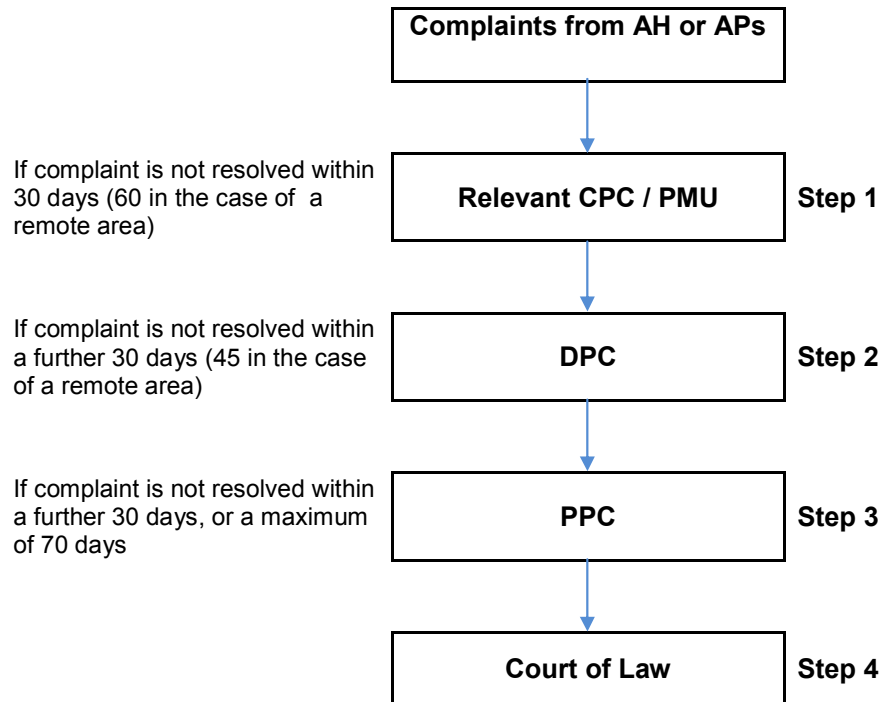 Complaints from AH or APs
If complaint is not resolved within
30 days (60 in the case of a
remote area)
Relevant CPC / PMU
Step 1
If complaint is not resolved within
a further 30 days (45 in the case
of a remote area)
DPC
Step 2
If complaint is not resolved within
a further 30 days, or a maximum
of 70 days
PPC
Step 3
Court of Law
Step 4